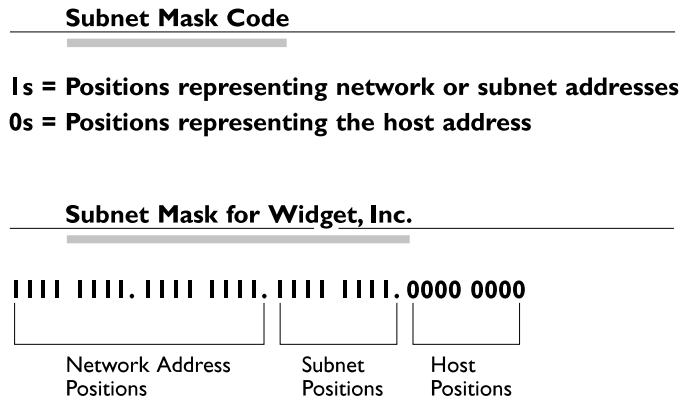 Subnet Mask Code
1s = Positions representing network or subnet addresses
0s = Positions representing the host address
Subnet Mask for Widget, Inc.
1111 1111. 1111 1111. 1111 1111. 0000 0000
Network Address Positions
Subnet Positions
Host Positions